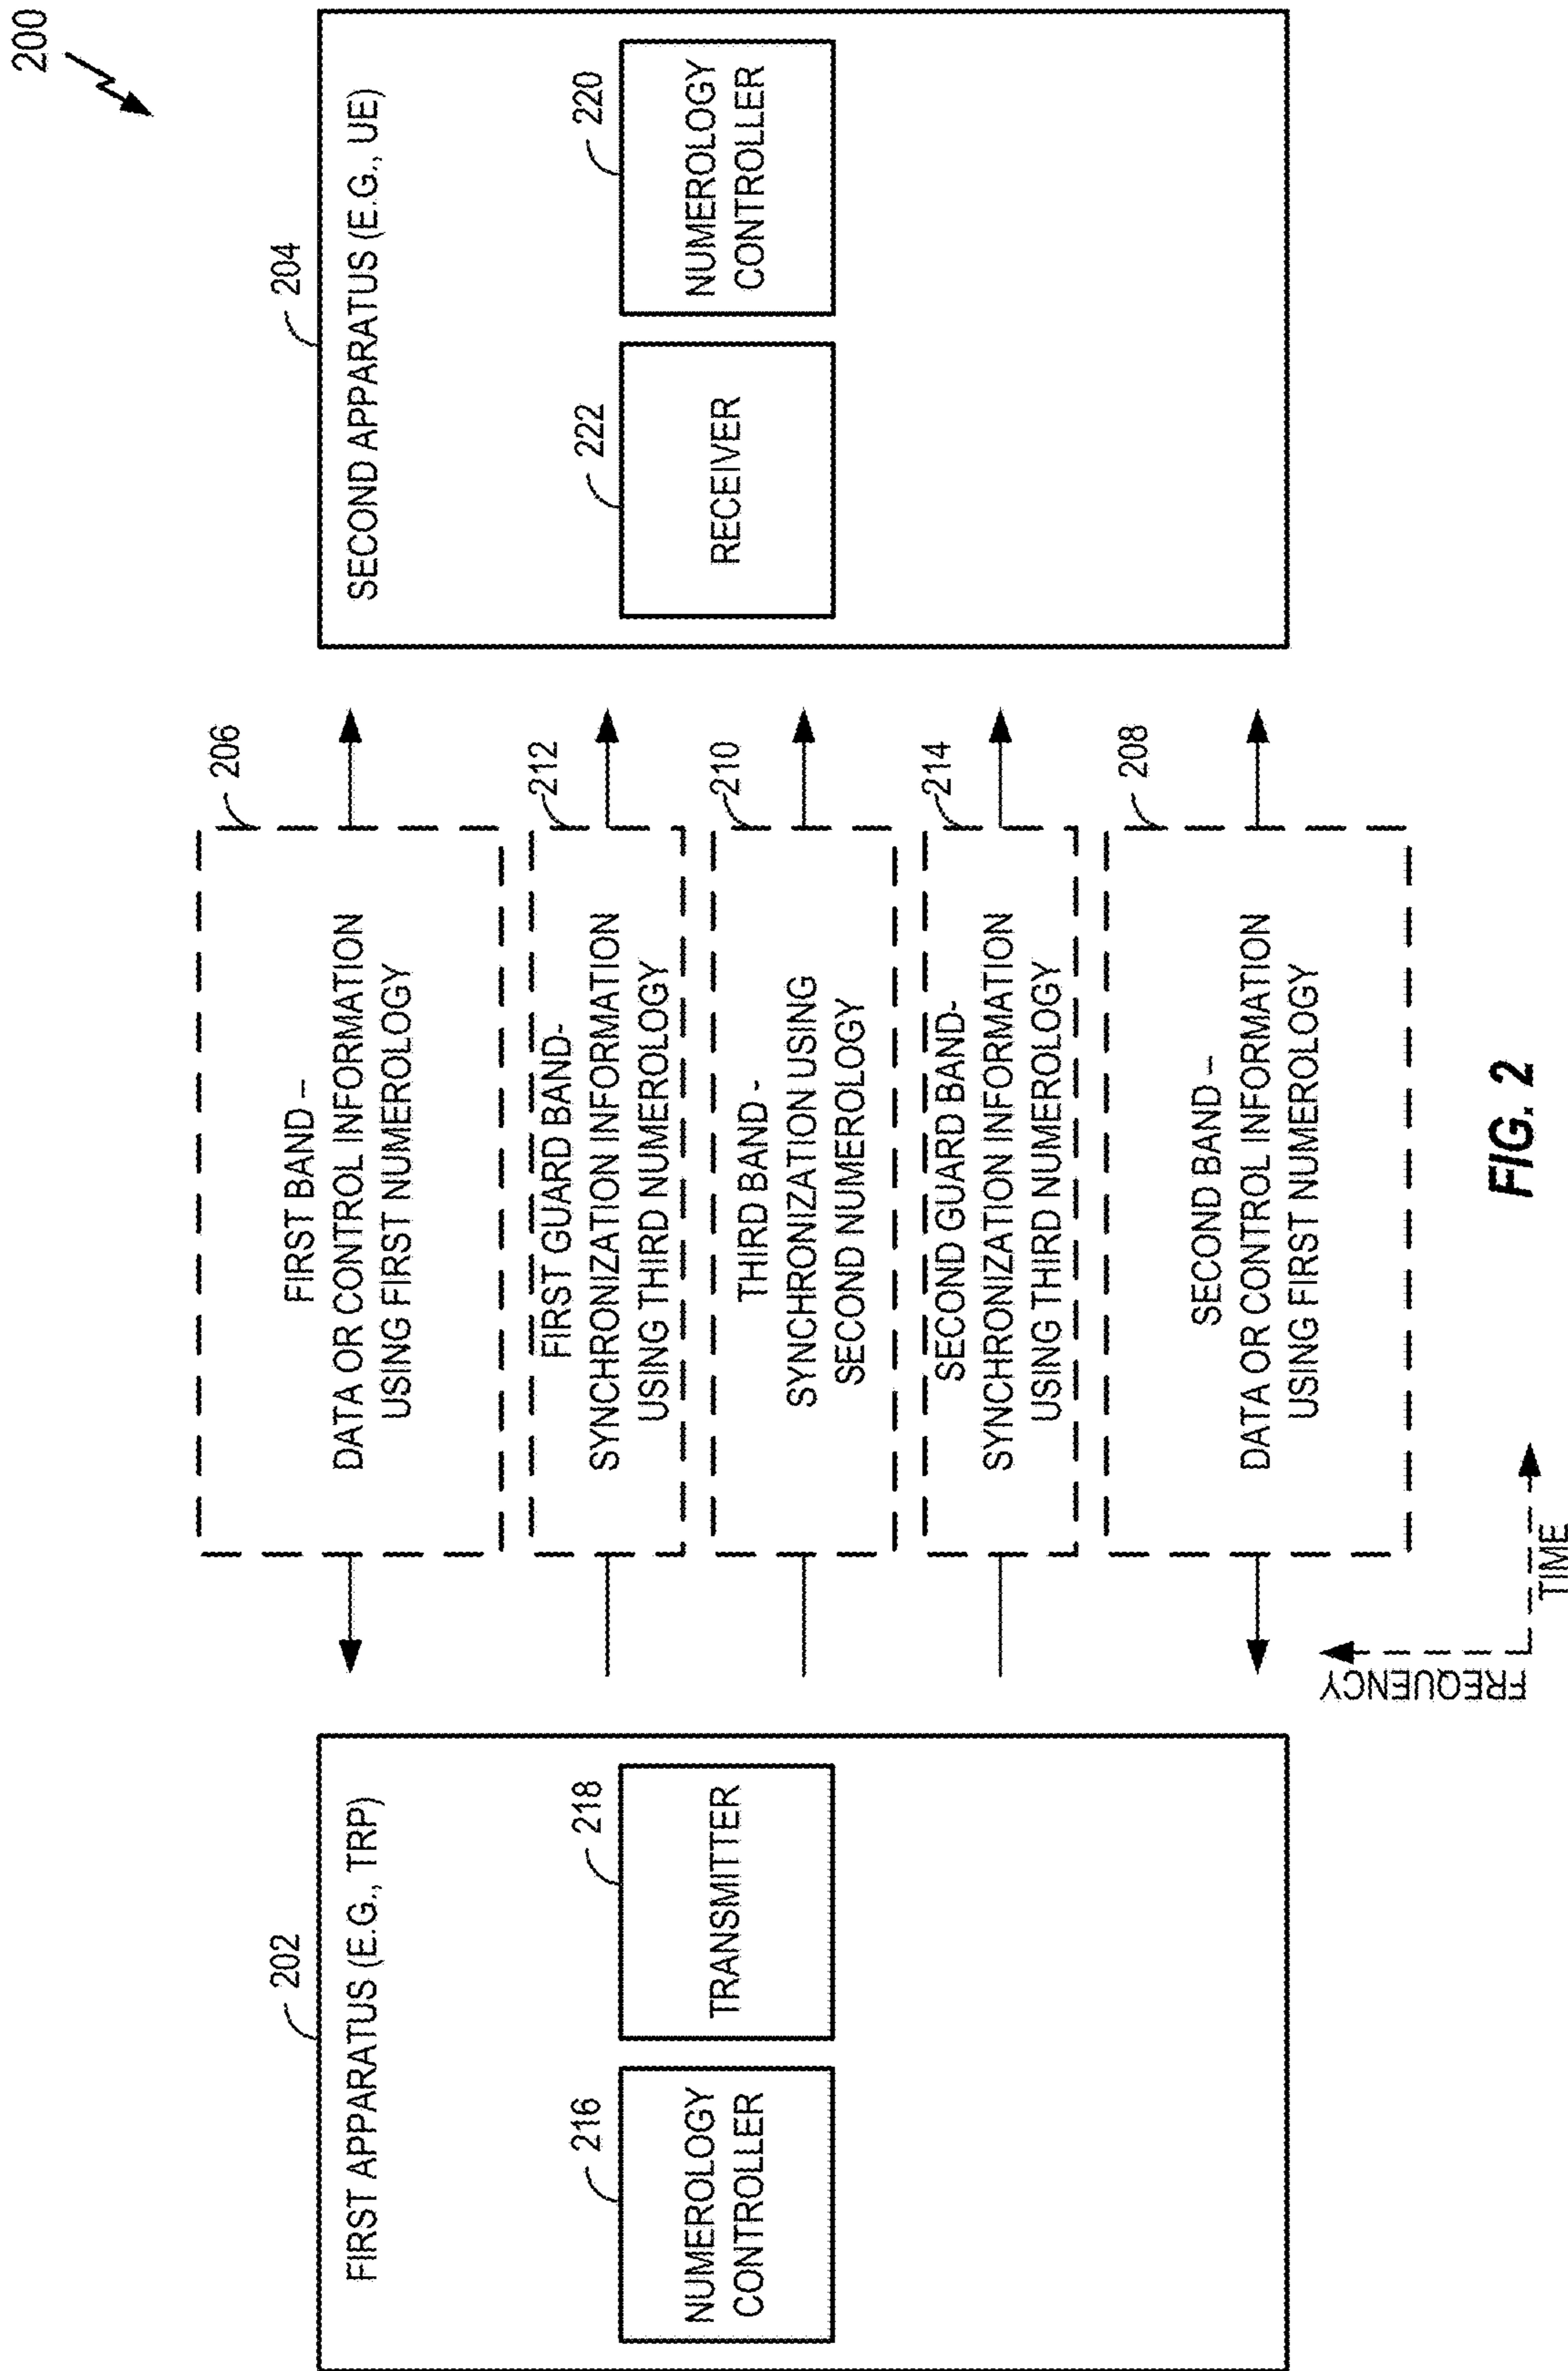 200
202
FIRST APPARATUS (E.G., TRP)
216
NUMEROLOGY
CONTROLLER
218
TRANSMITTER
206
FIRST BAND –
DATA OR CONTROL INFORMATION
USING FIRST NUMEROLOGY
212
FIRST GUARD BAND-
SYNCHRONIZATION INFORMATION
USING THIRD NUMEROLOGY
210
THIRD BAND -
SYNCHRONIZATION USING
SECOND NUMEROLOGY
214
SECOND GUARD BAND-
SYNCHRONIZATION INFORMATION
USING THIRD NUMEROLOGY
208
SECOND BAND –
DATA OR CONTROL INFORMATION
USING FIRST NUMEROLOGY
204
SECOND APPARATUS (E.G., UE)
222
RECEIVER
220
NUMEROLOGY
CONTROLLER
FREQUENCY
TIME
FIG. 2